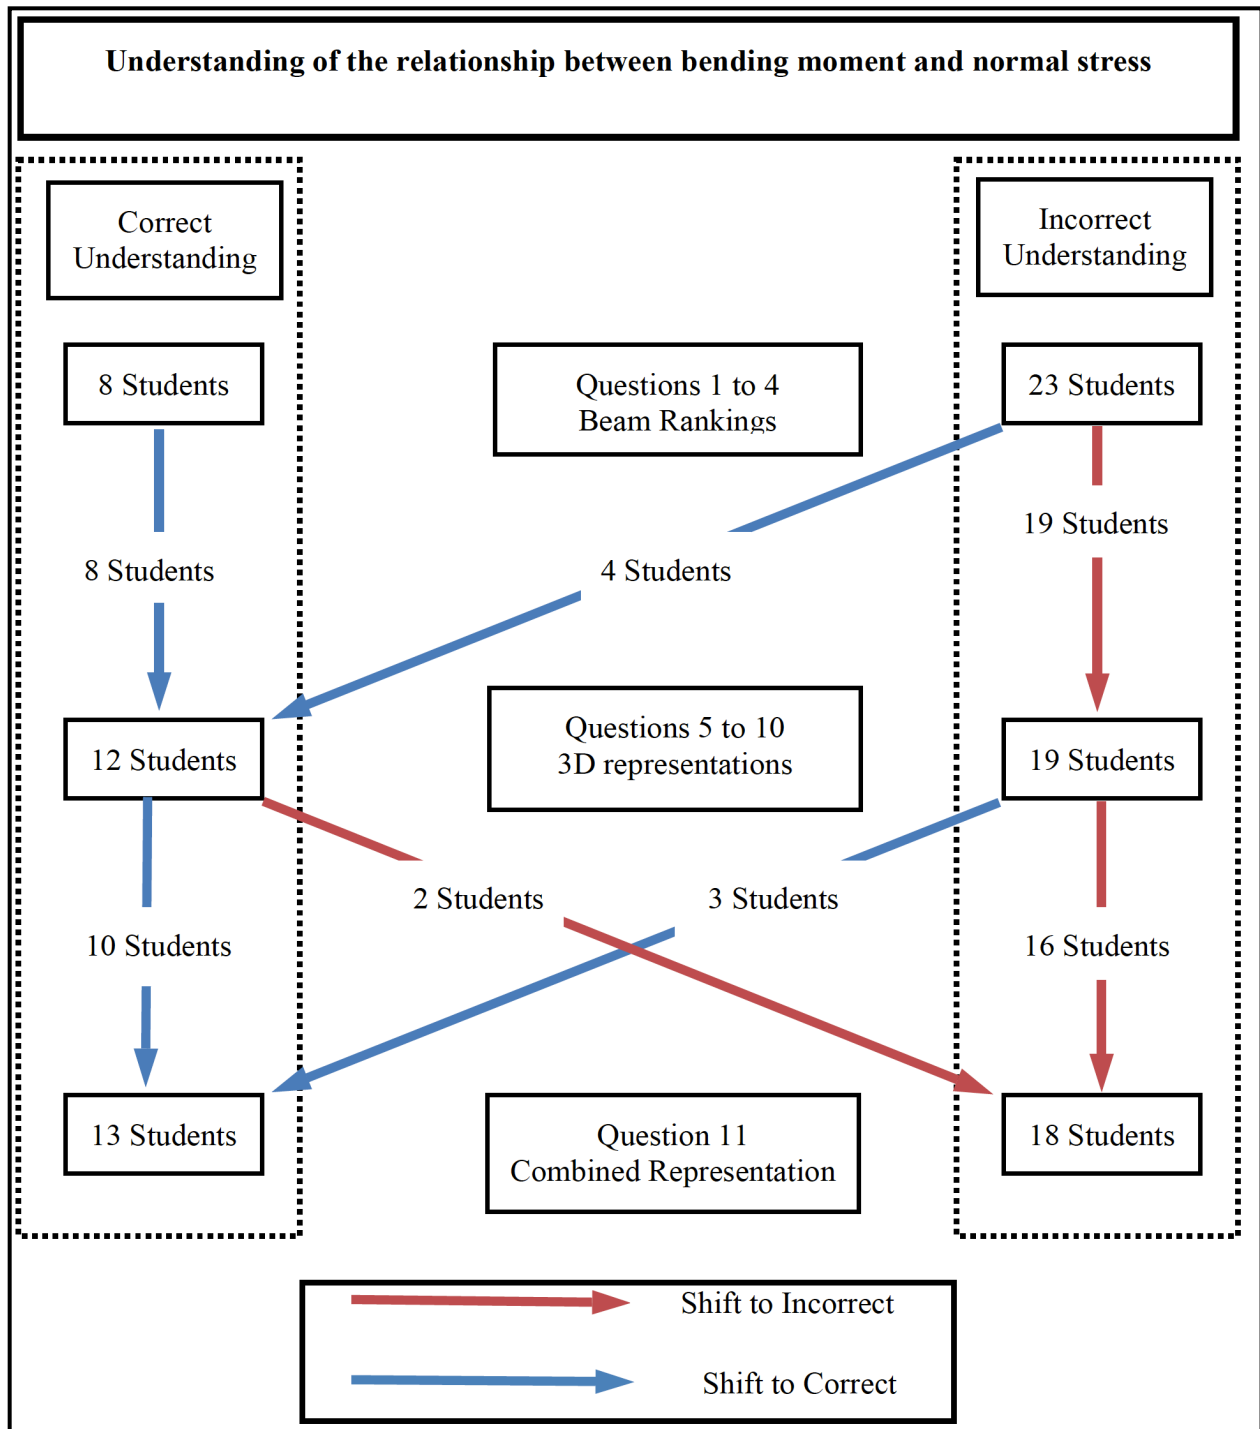 Understanding of the relationship between bending moment and normal stress
Correct
Understanding
Incorrect
Understanding
8 Students
Questions 1 to 4
Beam Rankings
23 Students
19 Students
8 Students
4 Students
12 Students
Questions 5 to 10
3D representations
19 Students
2 Students
3 Students
10 Students
16 Students
13 Students
Question 11
Combined Representation
18 Students
Shift to Incorrect
Shift to Correct